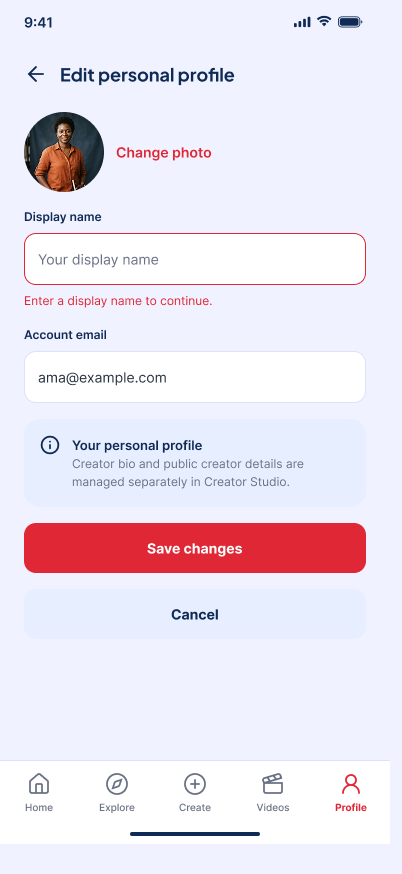 9:41
Edit personal profile
Change photo
Display name
Your display name
Enter a display name to continue.
Account email
ama@example.com
Your personal profile
Creator bio and public creator details are
managed separately in Creator Studio.
Save changes
Cancel
Home
Explore
Create
Videos
Profile